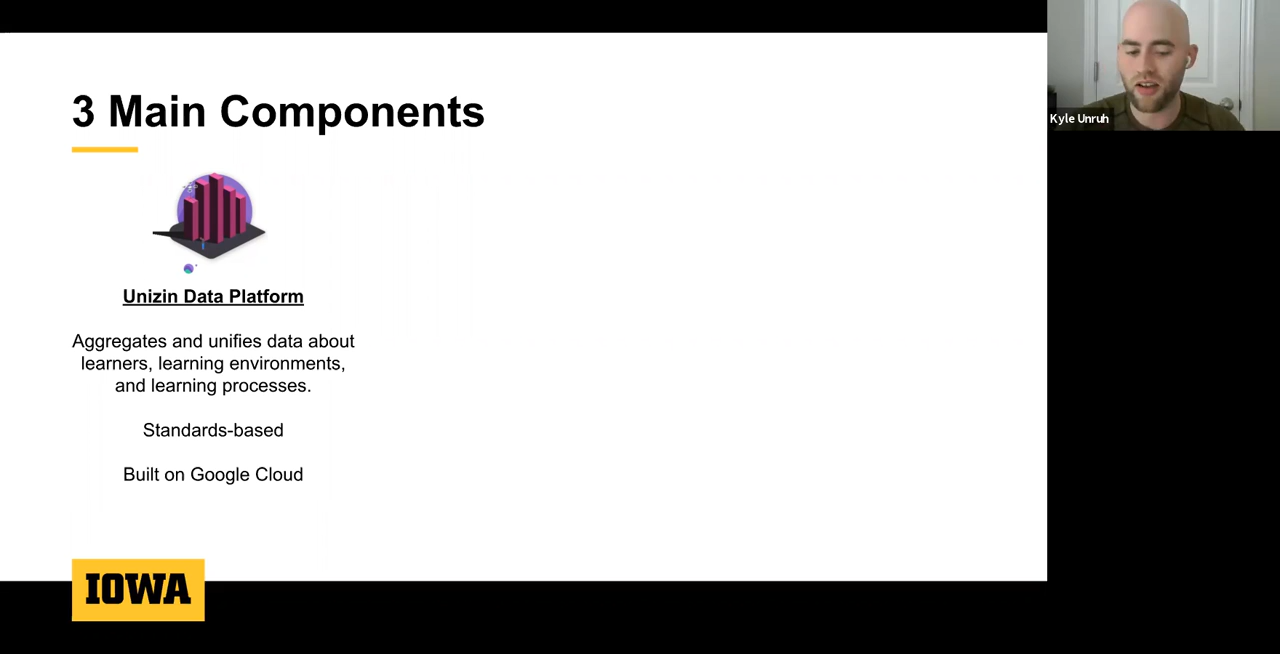 3 Main Components
Kyle Unruh
Unizin Data Platform
Aggregates and unifies data about
learners, learning environments,
and learning processes.
Standards-based
Built on Google Cloud
IOWA